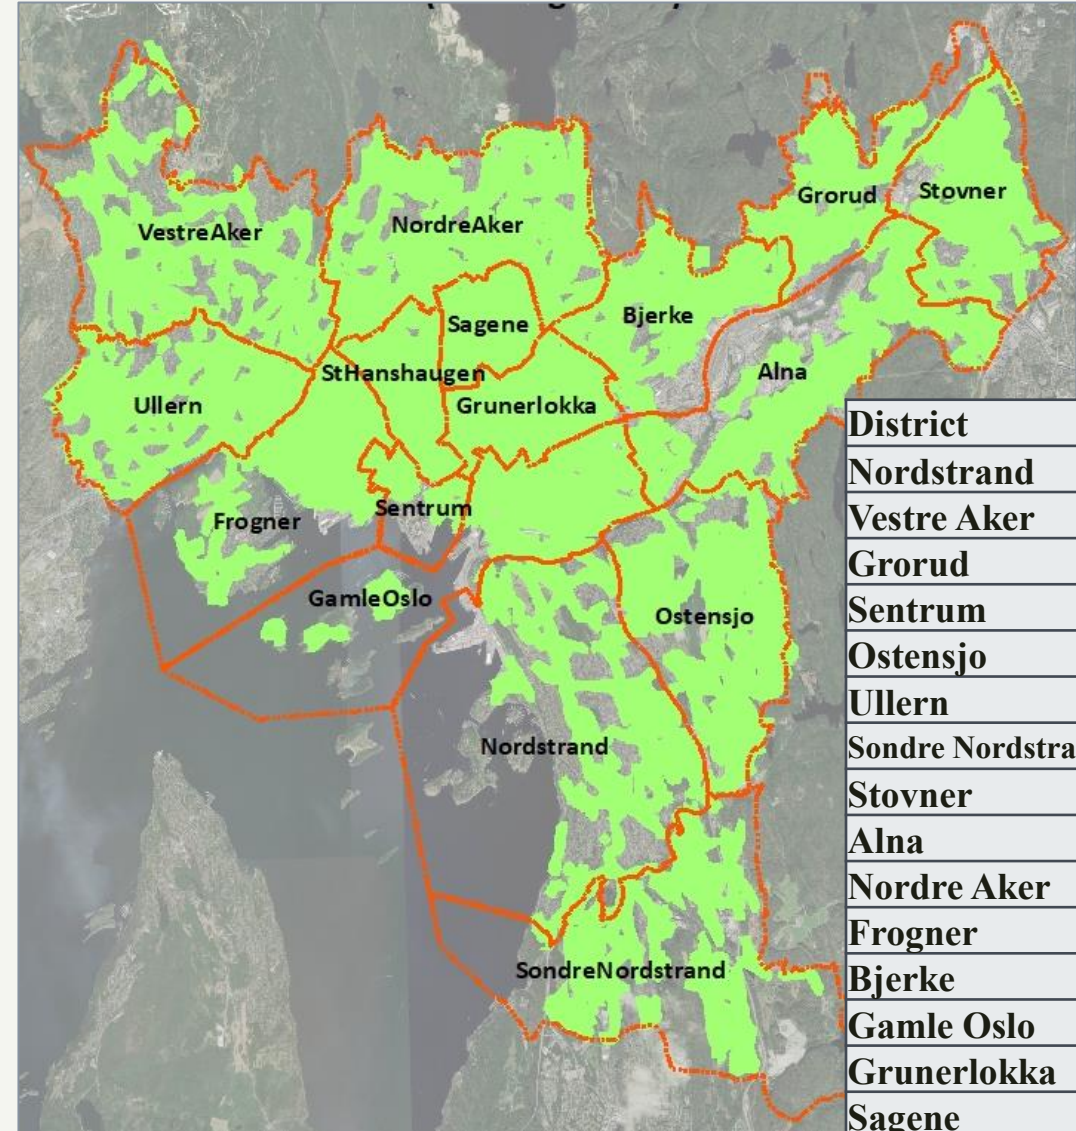 Grorud
Stovner
VestreAker
NordreAker
Sagene
Bjerke
StHanshaugen
Alna
Ullern
Grunerlokka
Sentrum
Frogner
GamleOslo
Ostensjo
Nordstrand
SondreNordstrand
District
Nordstrand
Vestre Aker
Grorud
Sentrum
Ostensjo
Ullern
Sondre Nordstra
Stovner
Alna
Nordre Aker
Frogner
Bjerke
Gamle Oslo
Grunerlokka
Sagene